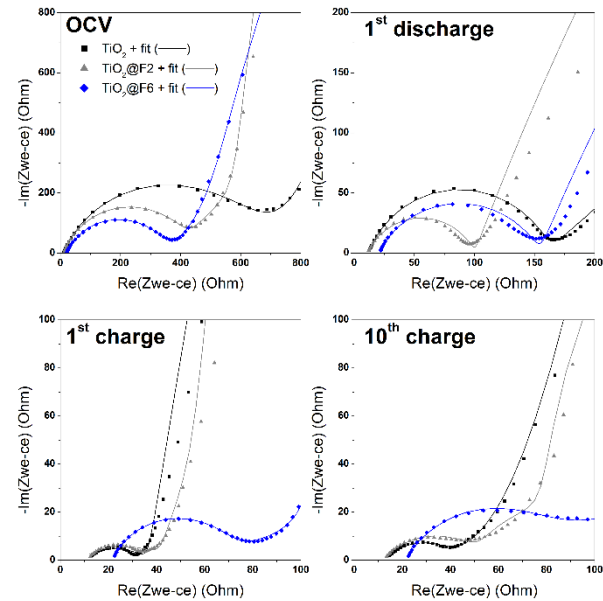 OCV
TiO2 + fit (——)
TiO2@F2 + fit (——)
TiO2@F6 + fit (——)
800
600
400
200
0
0 200 400 600 800
-Im(Zwe-ce) (Ohm)
Re(Zwe-ce) (Ohm)
1st discharge
200
150
100
50
0
0 50 100 150 200
-Im(Zwe-ce) (Ohm)
Re(Zwe-ce) (Ohm)
1st charge
100
80
60
40
20
0
0 20 40 60 80 100
-Im(Zwe-ce) (Ohm)
Re(Zwe-ce) (Ohm)
10th charge
100
80
60
40
20
0
0 20 40 60 80 100
-Im(Zwe-ce) (Ohm)
Re(Zwe-ce) (Ohm)